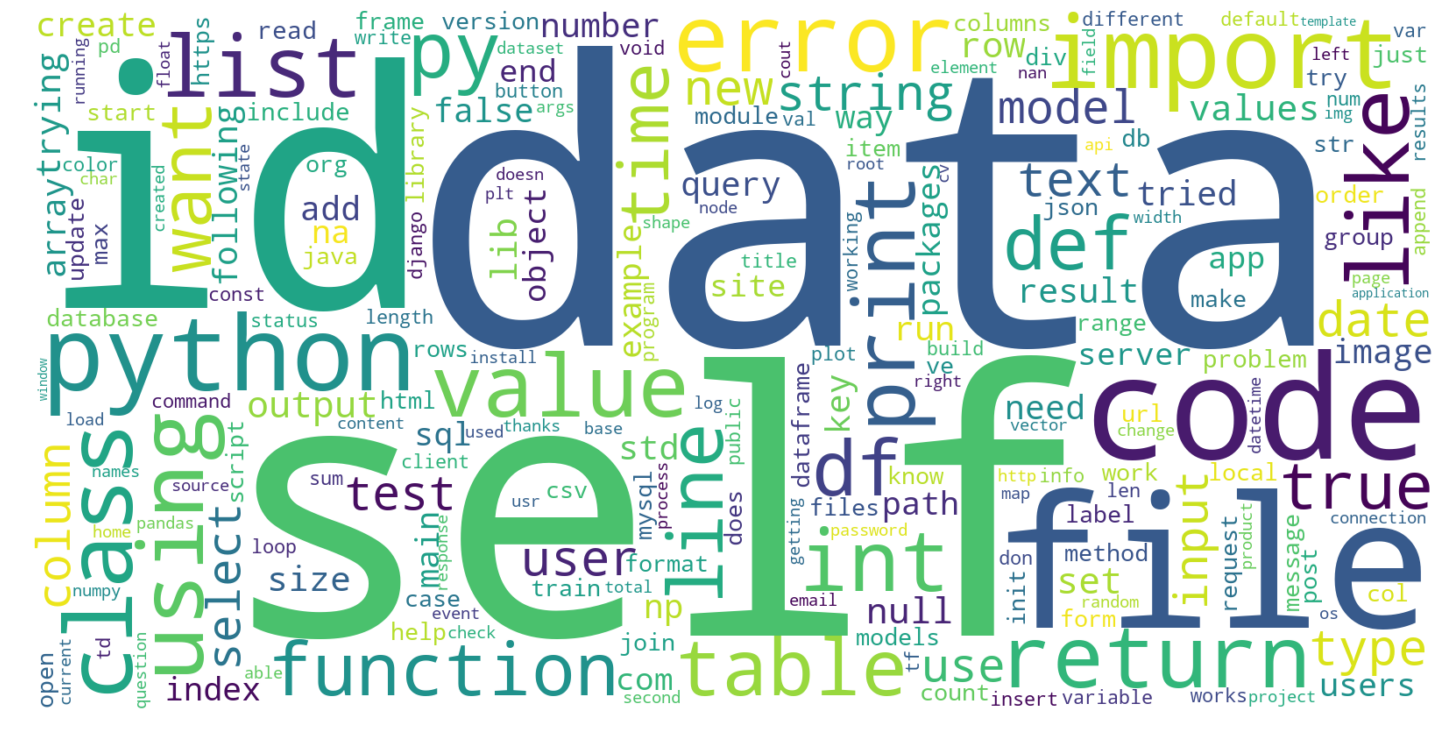 create
pd
read
frame
write
version
number
columns
different
default
template
var
running
float
https
list
py
dataset
void
error
row
div
field
import
left
just
end
button
cout
element
nan
try
array
trying
start
want
include
false
args
time
new
string
model
values
num
img
like
results
following
id
data
module
val
way
item
db
api
str
color
char
created
state
org
library
doesn
plt
query
node
root
cv
text
tried
json
width
order
append
update
max
add
na
java
django
lib
object
example
shape
program
title
site
working
print
packages
def
app
result
make
group
page
application
const
database
status
length
run
range
date
python
rows
install
plot
build
ve
right
server
problem
image
window
command
output
html
value
self
log
key
dataframe
need
vector
code
url
change
datetime
load
class
using
script
content
sql
used
thanks
base
std
line
public
df
know
http
info
work
local
true
column
names
source
select
sum
test
client
usr
csv
mysql
process
does
files
path
map
len
file
label
connection
home
pandas
loop
size
main
response
user
format
getting
password
int
don
method
input
request
product
message
post
numpy
case
event
train
total
np
email
null
init
set
random
form
col
os
td
question
help
check
join
models
tf
open
current
index
able
function
com
second
table
use
count
return
insert
variable
type
works
project
users